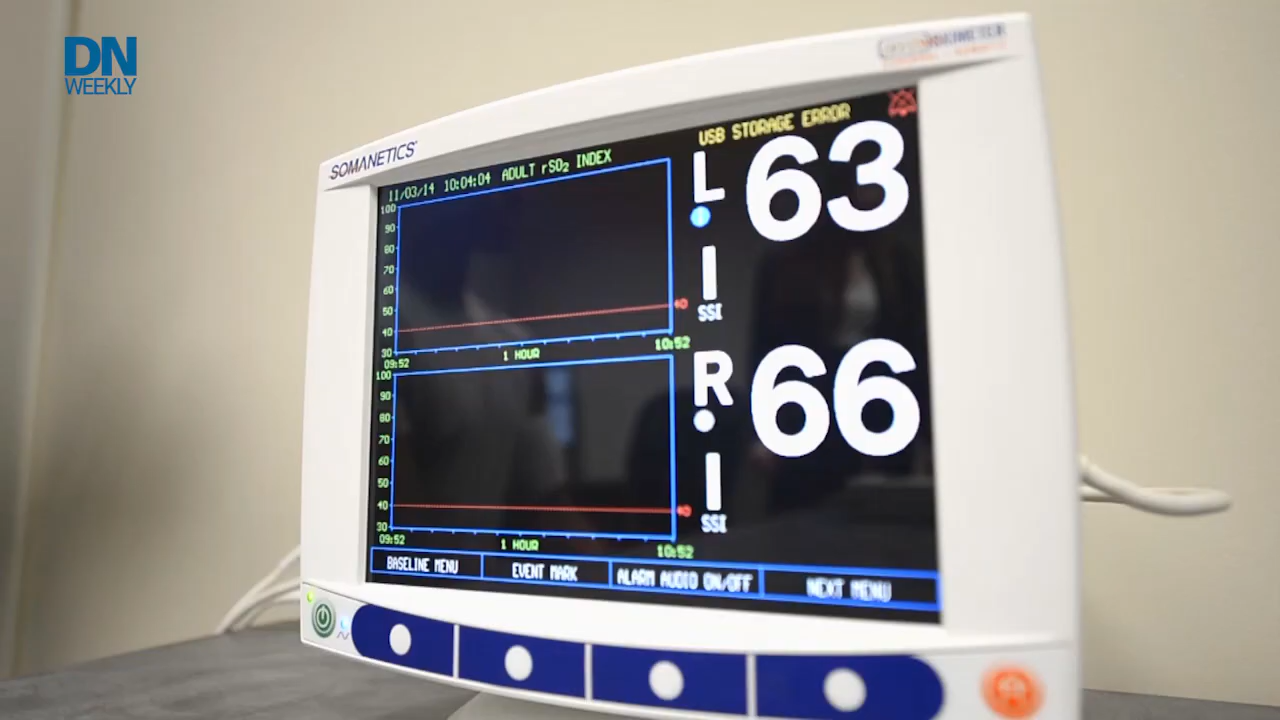 DN
WEEKLY
SOMANETICS
USB STORAGE ERROR
11/03/14 10:04:04 ADULT rSO₂ INDEX
L 63
SSI
100
90
80
70
60
50
40
30
40
09:52
1 HOUR
10:52
R 66
SSI
100
90
80
70
60
50
40
30
40
09:52
1 HOUR
10:52
BASELINE MENU
EVENT MARK
ALARM AUDIO ON/OFF
NEXT MENU